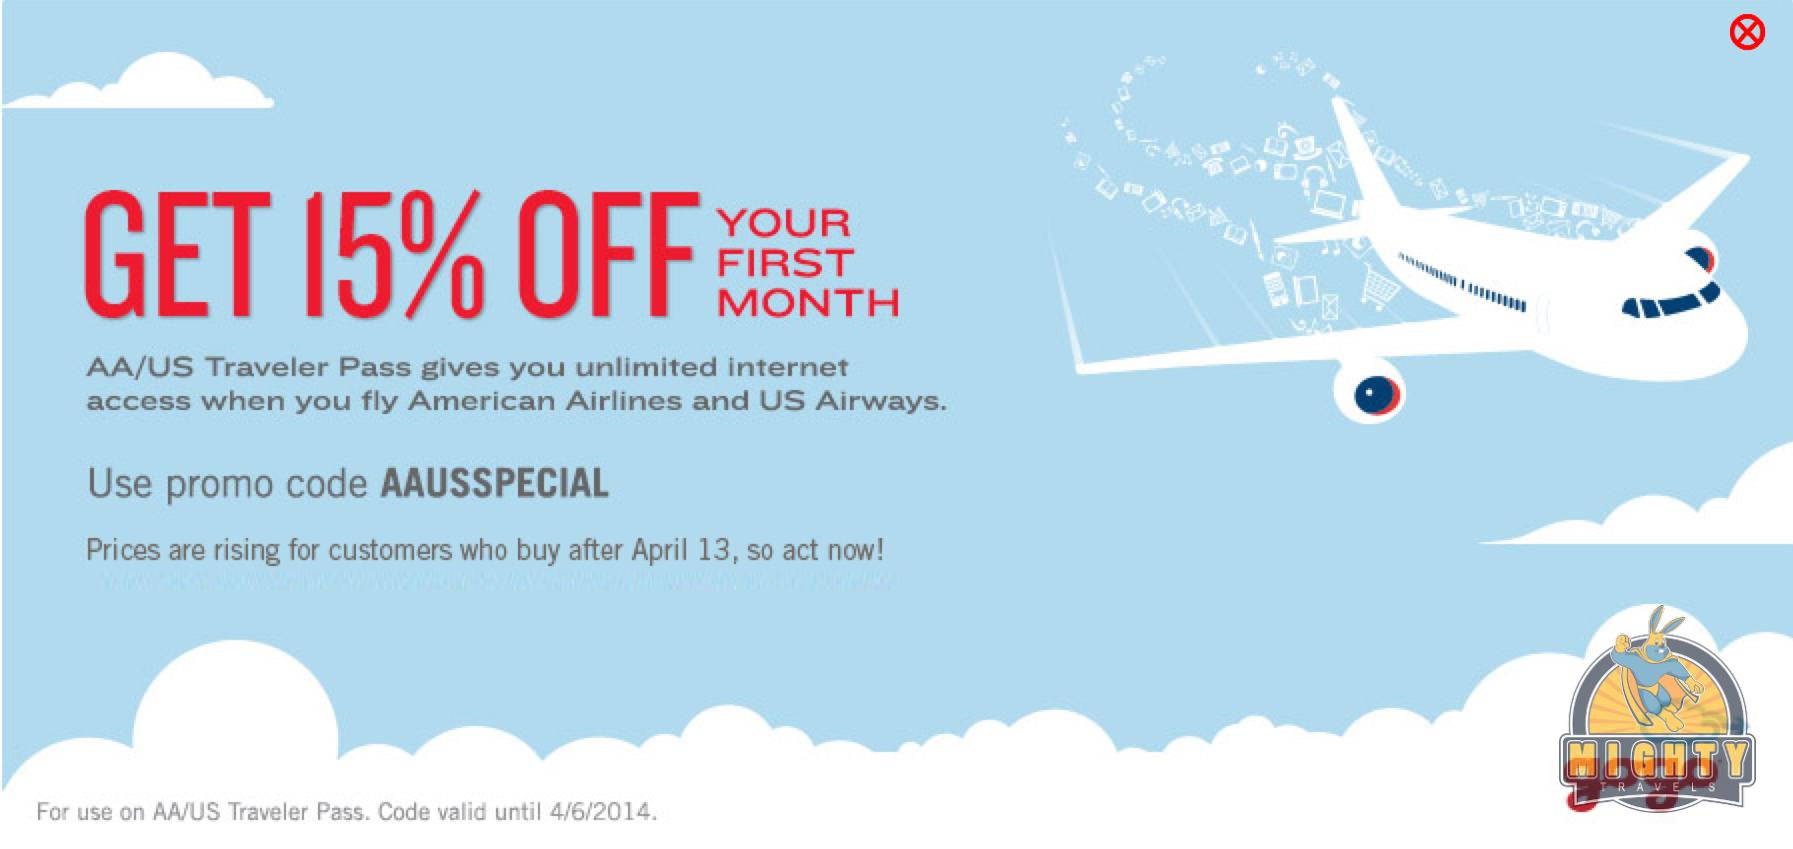 GET 15% OFF
YOUR
FIRST
MONTH
AA/US Traveler Pass gives you unlimited internet
access when you fly American Airlines and US Airways.
Use promo code AAUSSPECIAL
Prices are rising for customers who buy after April 13, so act now!
MIGHTY
TRAVELS
For use on AA/US Traveler Pass. Code valid until 4/6/2014.